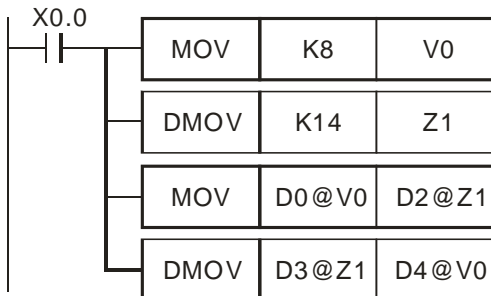 X0.0
MOV K8 V0
DMOV K14 Z1
MOV D0@V0 D2@Z1
DMOV D3@Z1 D4@V0